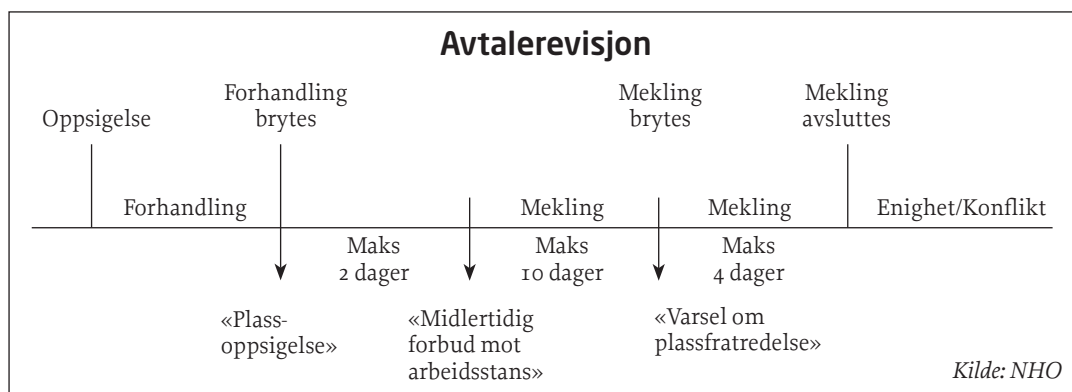 Avtalerevisjon
Oppsigelse
Forhandling
brytes
Mekling
brytes
Mekling
avsluttes
Forhandling
Mekling
Mekling
Enighet/Konflikt
Maks
2 dager
Maks
10 dager
Maks
4 dager
«Plass-
oppsigelse»
«Midlertidig
forbud mot
arbeidsstans»
«Varsel om
plassfratredelse»
Kilde: NHO